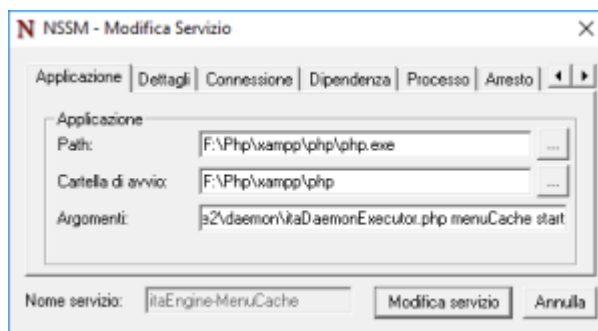 NSSM - Modifica Servizio
Applicazione Dettagli Connessione Dipendenza Processo Arresto
Applicazione
Path: F:\Php\xampp\php\php.exe ...
Cartella di avvio: F:\Php\xampp\php ...
Argomenti: e2\daemon\itaDaemonExecutor.php menuCache start
Nome servizio: itaEngine-MenuCache Modifica servizio Annulla